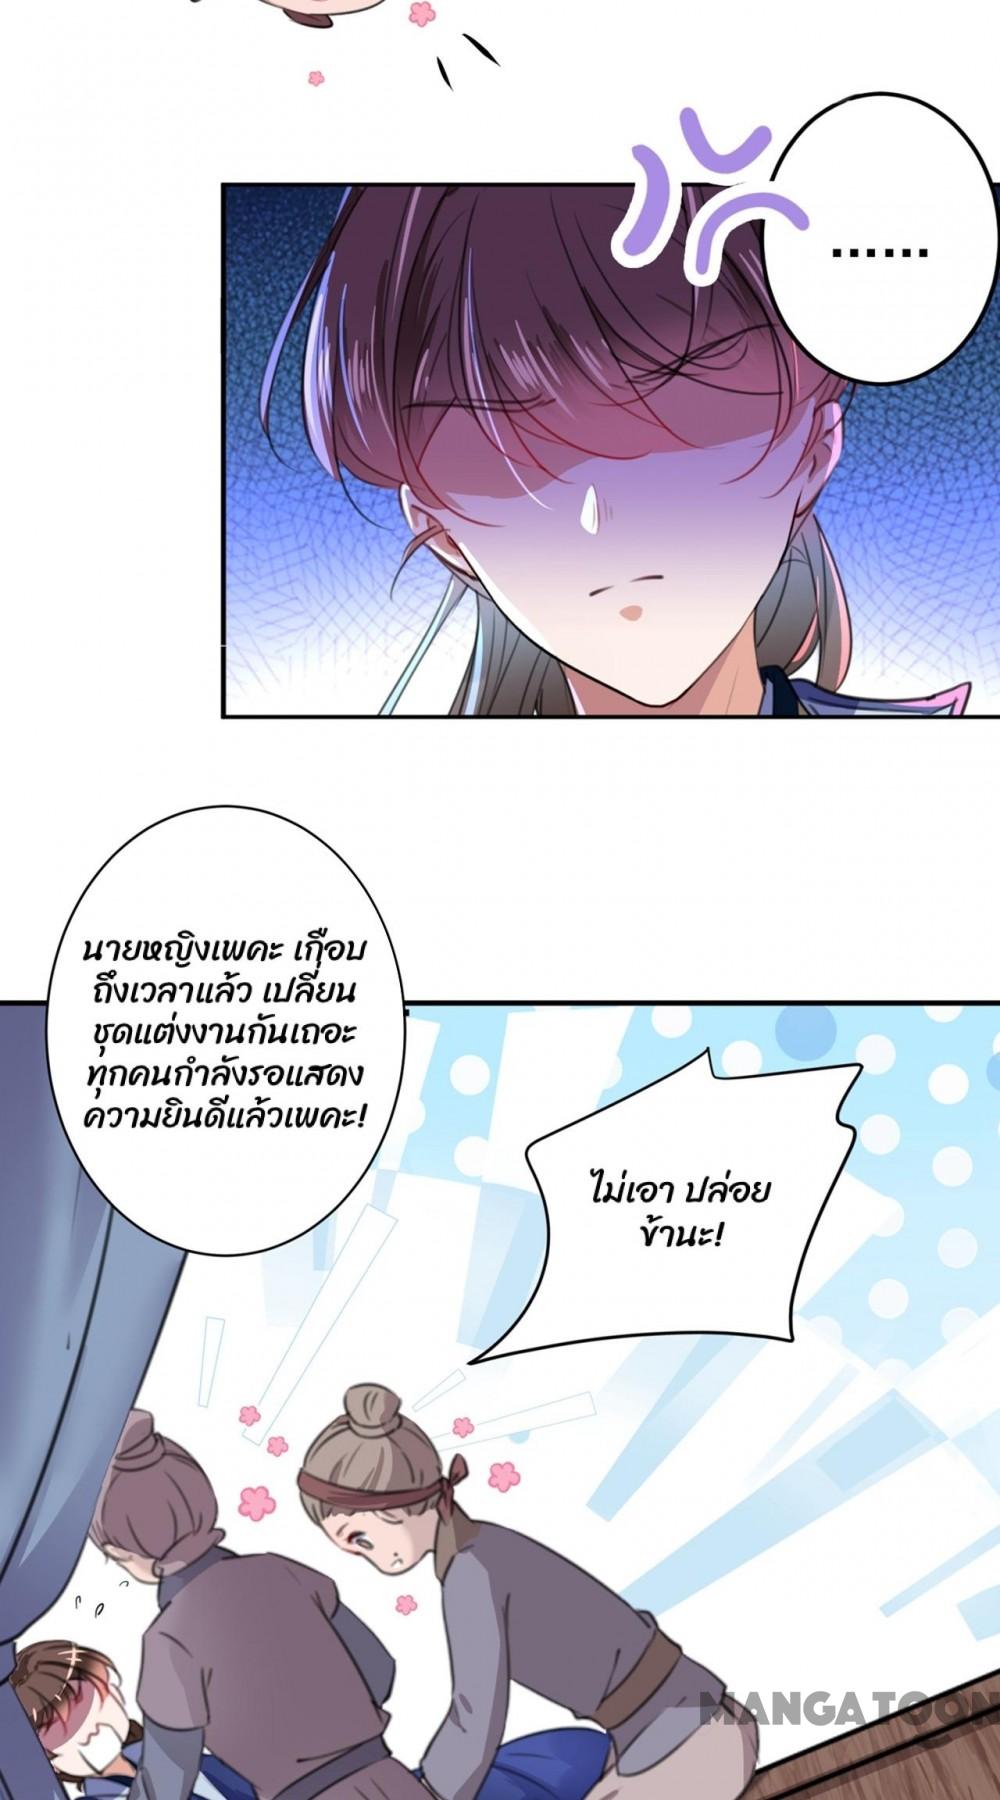 ......
นายหญิงเพคะ เกือบ
ถึงเวลาแล้ว เปลี่ยน
ชุดแต่งงานกันเถอะ
ทุกคนกำลังรอแสดง
ความยินดีแล้วเพคะ!
ไม่เอา ปล่อย
ข้านะ!
MANGATOON